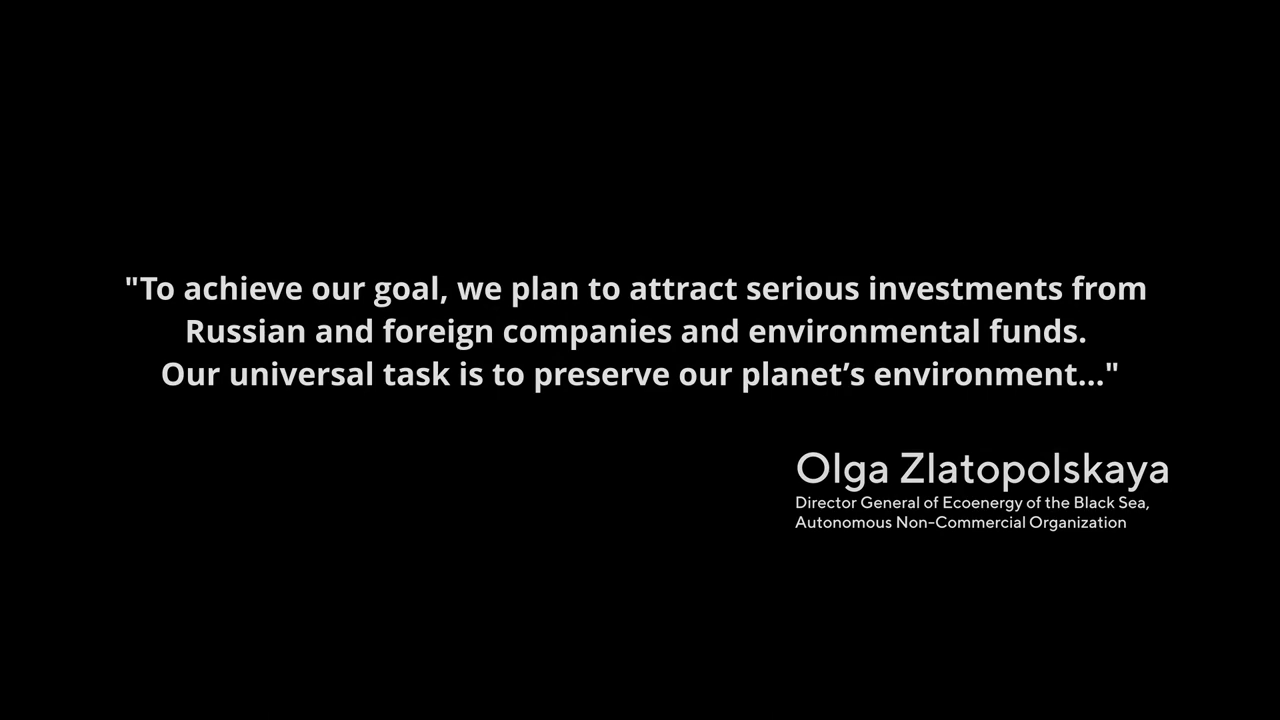 "To achieve our goal, we plan to attract serious investments from
Russian and foreign companies and environmental funds.
Our universal task is to preserve our planet’s environment..."
Olga Zlatopolskaya
Director General of Ecoenergy of the Black Sea,
Autonomous Non-Commercial Organization